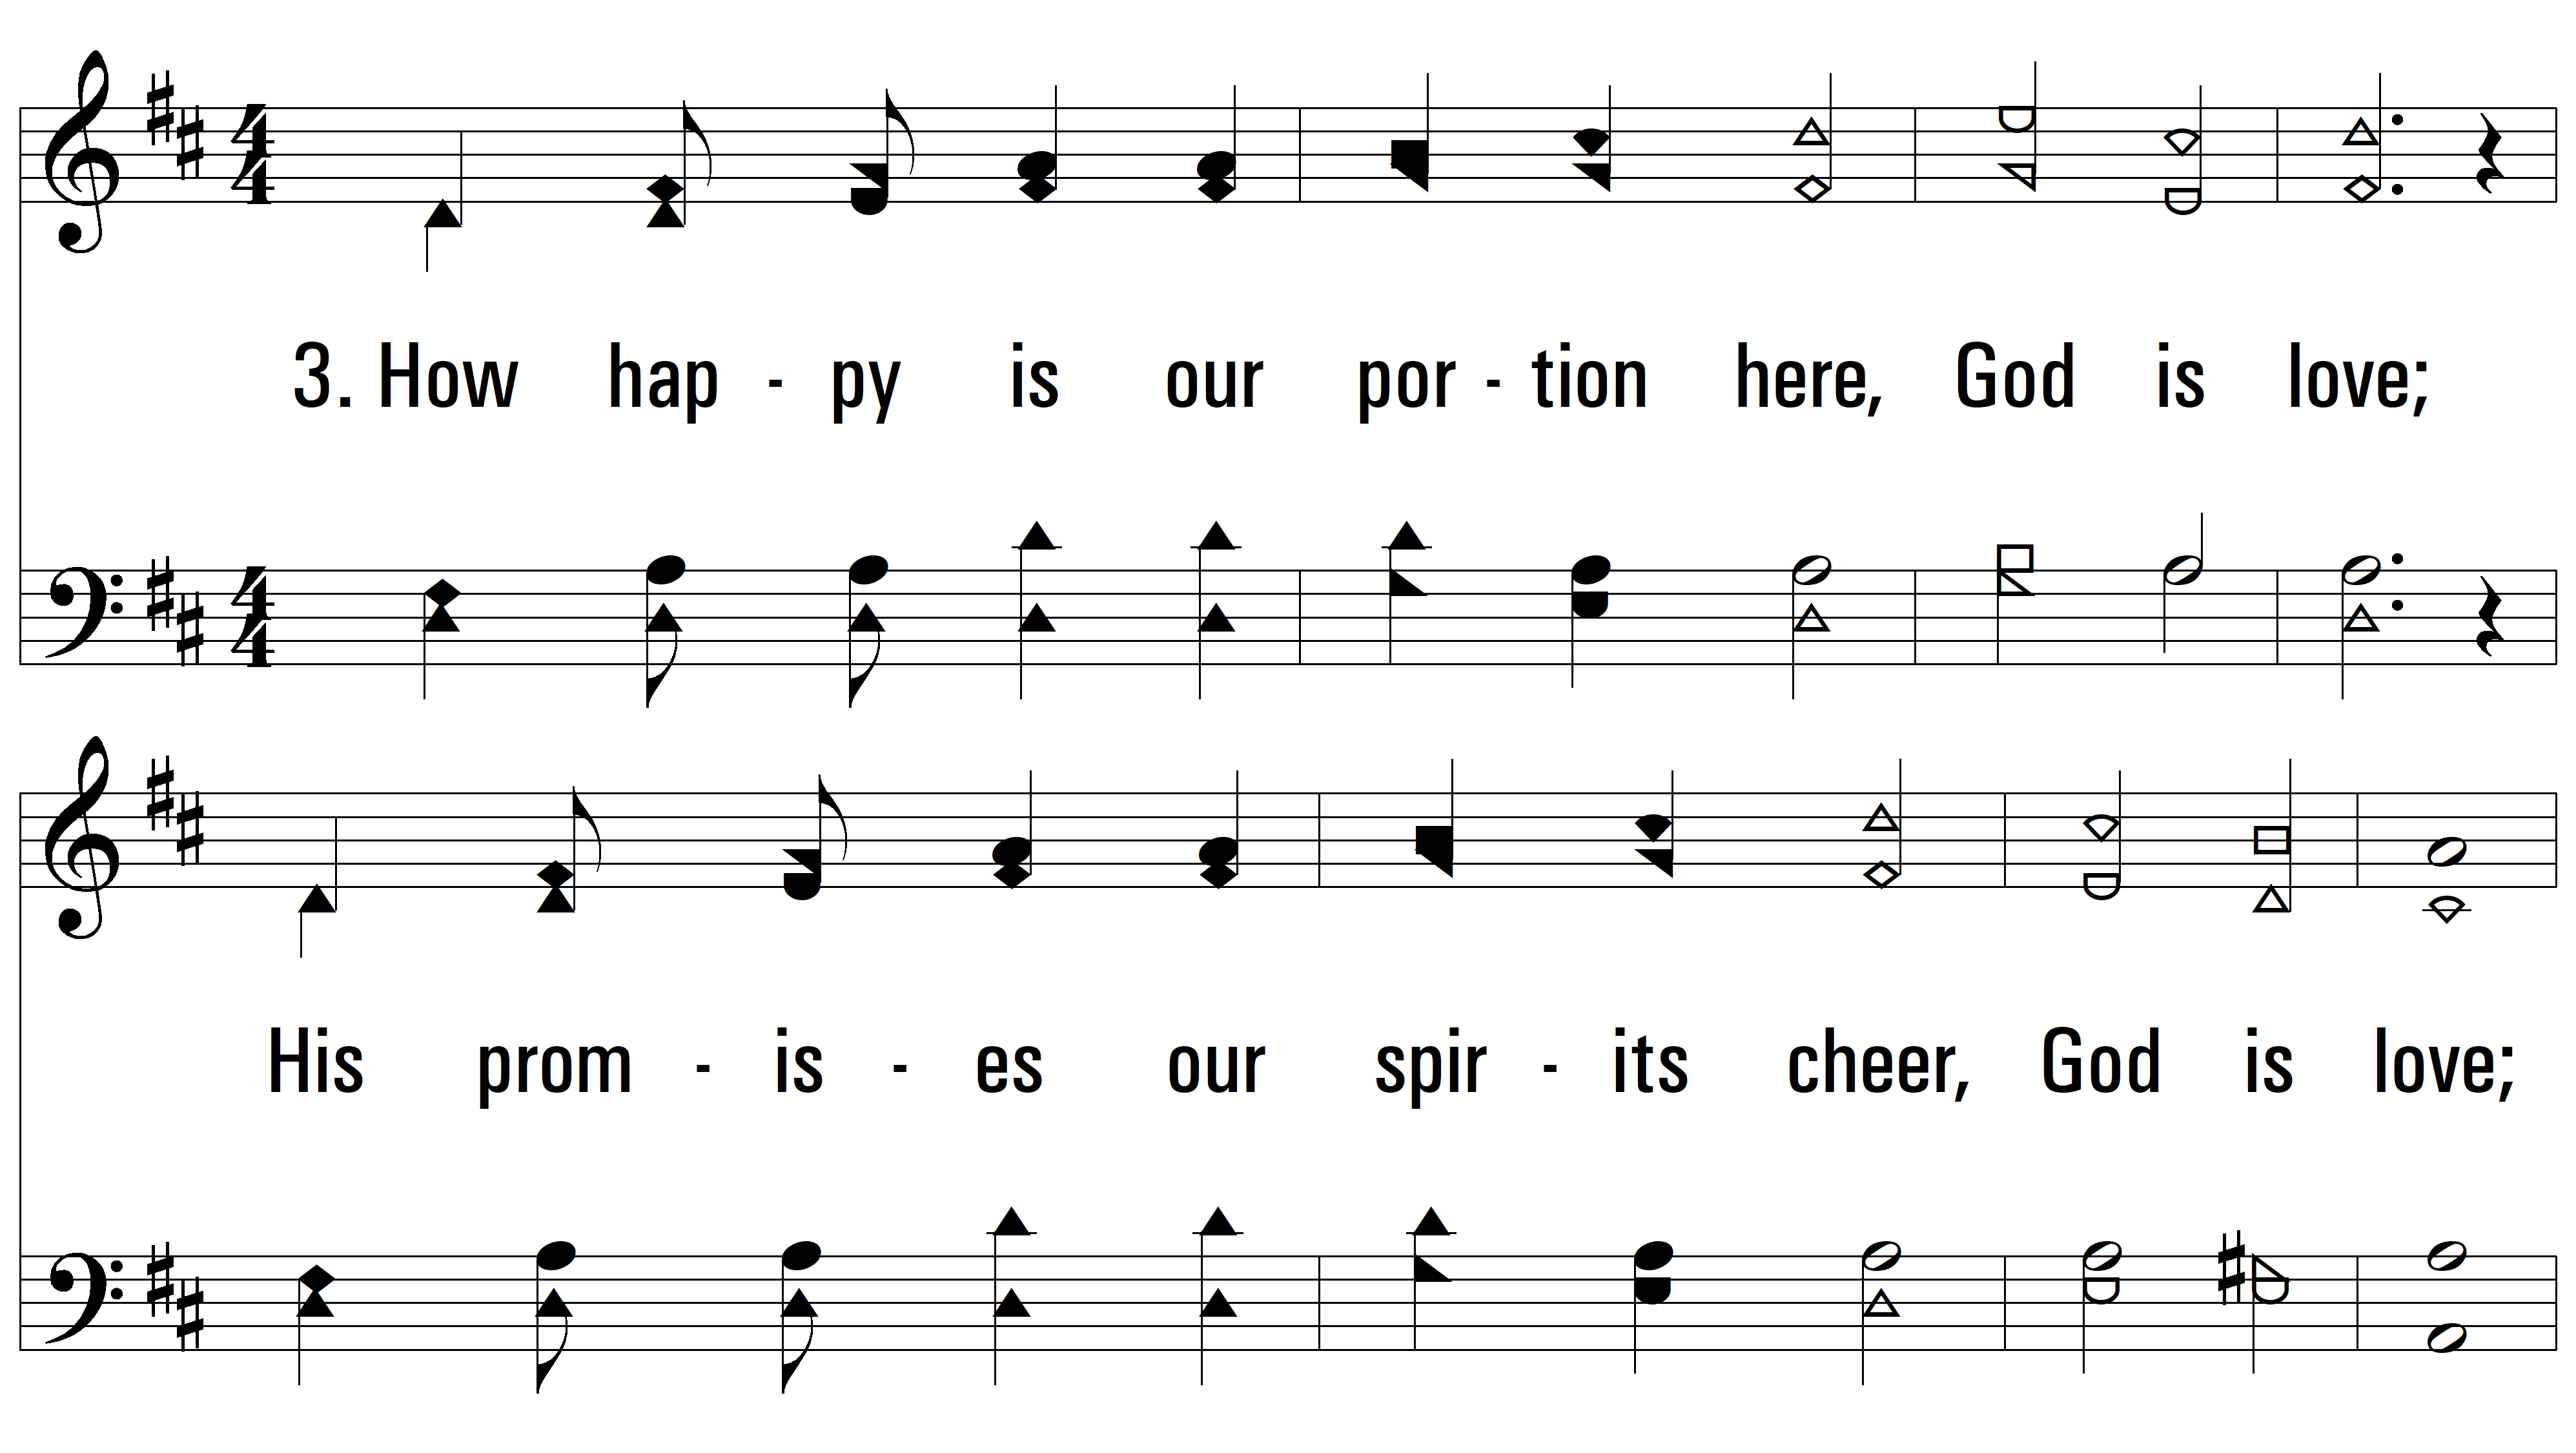 3. How hap - py is our por - tion here, God is love;
His prom - is - es our spir - its cheer, God is love;